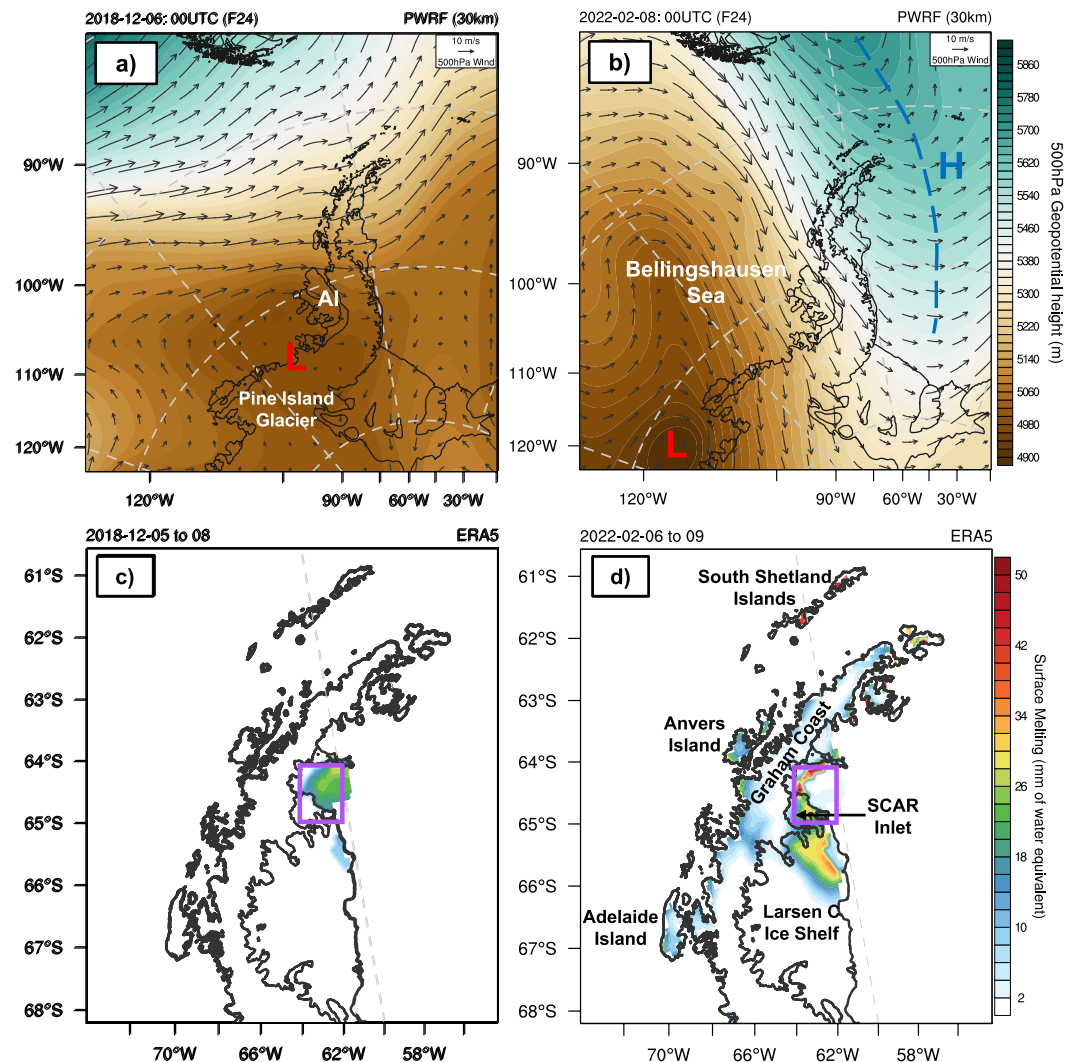 2018-12-06: 00UTC (F24) PWRF (30km)
a)
10 m/s
500hPa Wind
90°W
100°W
110°W
120°W
AI
L
Pine Island
Glacier
120°W 90°W 60°W 30°W
2022-02-08: 00UTC (F24) PWRF (30km)
b)
10 m/s
500hPa Wind
90°W
100°W
110°W
120°W
H
Bellingshausen
Sea
L
120°W 90°W 60°W 30°W
5860
5780
5700
5620
5540
5460
5380
5300
5220
5140
5060
4980
4900
500hPa Geopotential height (m)
2018-12-05 to 08 ERA5
c)
61°S
62°S
63°S
64°S
65°S
66°S
67°S
68°S
70°W 66°W 62°W 58°W
2022-02-06 to 09 ERA5
d)
61°S
62°S
63°S
64°S
65°S
66°S
67°S
68°S
South Shetland
Islands
Anvers
Island
Graham Coast
SCAR
Inlet
Larsen C
Ice Shelf
Adelaide
Island
70°W 66°W 62°W 58°W
50
42
34
26
18
10
2
Surface Melting (mm of water equivalent)